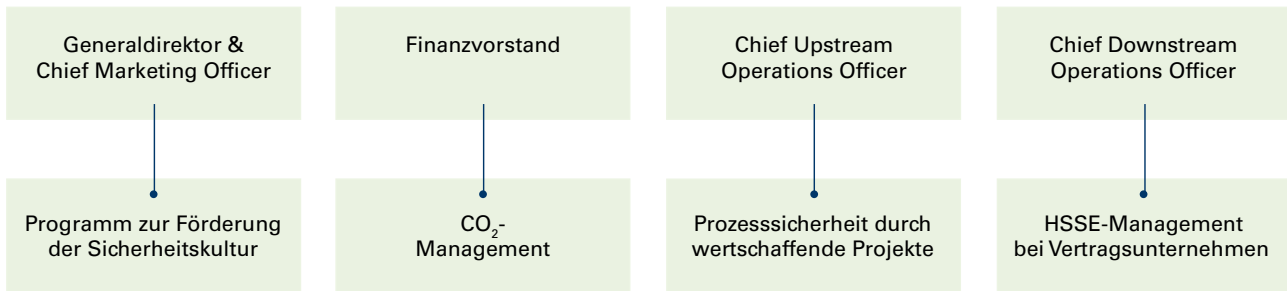 Generaldirektor &
Chief Marketing Officer
Finanzvorstand
Chief Upstream
Operations Officer
Chief Downstream
Operations Officer
Programm zur Förderung
der Sicherheitskultur
CO₂-
Management
Prozesssicherheit durch
wertschaffende Projekte
HSSE-Management
bei Vertragsunternehmen